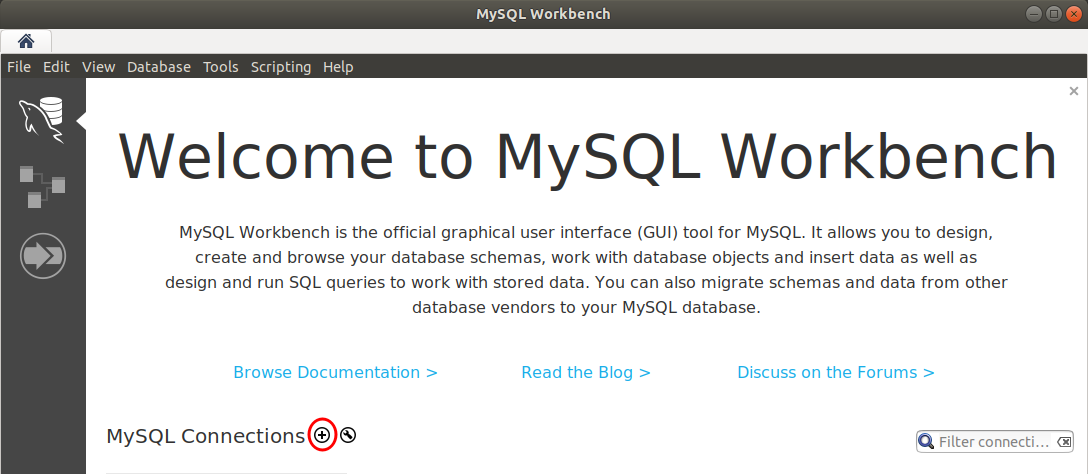 MySQL Workbench
File Edit View Database Tools Scripting Help
Welcome to MySQL Workbench
MySQL Workbench is the official graphical user interface (GUI) tool for MySQL. It allows you to design,
create and browse your database schemas, work with database objects and insert data as well as
design and run SQL queries to work with stored data. You can also migrate schemas and data from other
database vendors to your MySQL database.
Browse Documentation > Read the Blog > Discuss on the Forums >
MySQL Connections
Filter connecti...